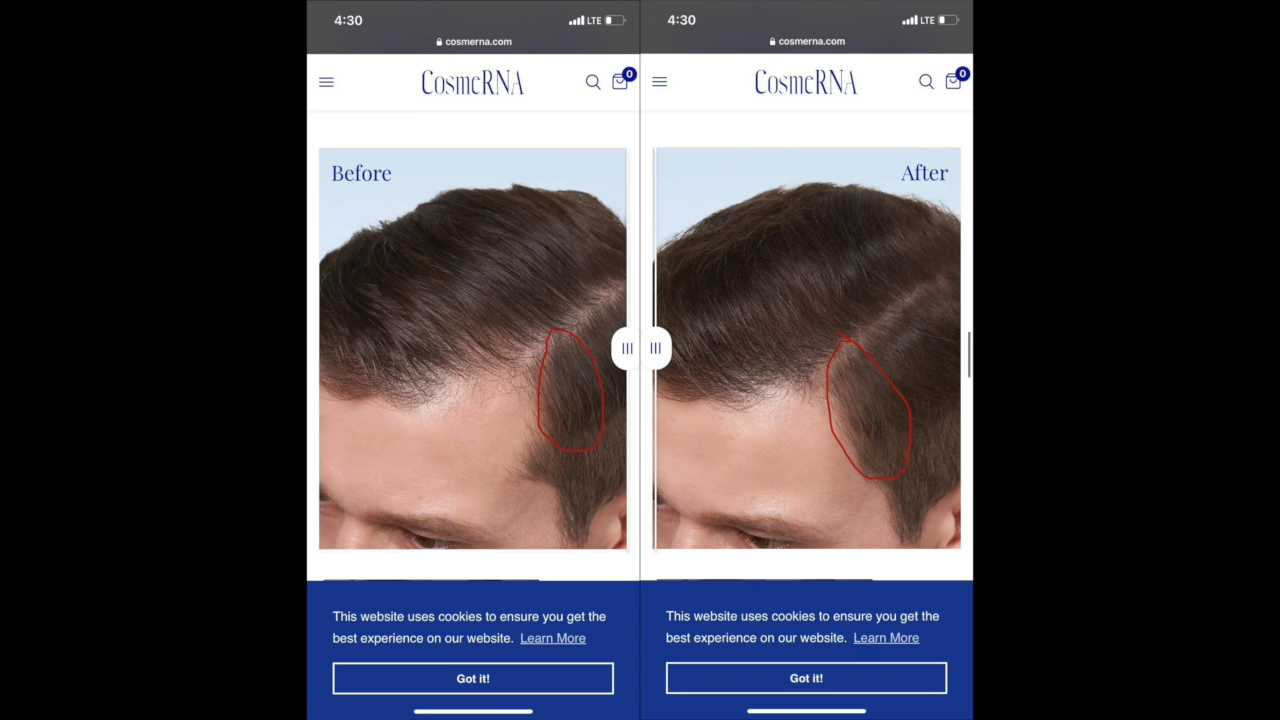 4:30
LTE
cosmerna.com
CosmeRNA
0
Before
This website uses cookies to ensure you get the
best experience on our website. Learn More
Got it!
4:30
LTE
cosmerna.com
CosmeRNA
0
After
This website uses cookies to ensure you get the
best experience on our website. Learn More
Got it!